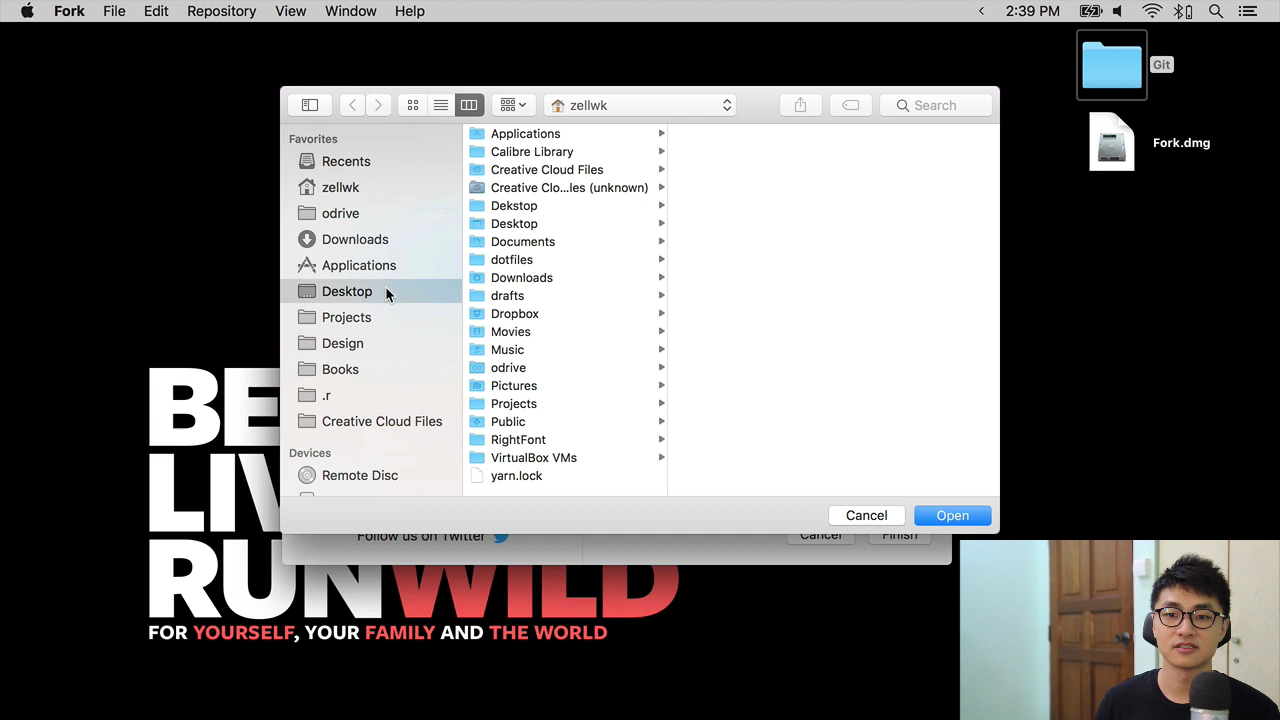 Fork File Edit Repository View Window Help
2:39 PM
Git
Fork.dmg
zellwk
Search
Favorites
Recents
zellwk
odrive
Downloads
Applications
Desktop
Projects
Design
Books
.r
Creative Cloud Files
Devices
Remote Disc
Applications
Calibre Library
Creative Cloud Files
Creative Clo...les (unknown)
Dekstop
Desktop
Documents
dotfiles
Downloads
drafts
Dropbox
Movies
Music
odrive
Pictures
Projects
Public
RightFont
VirtualBox VMs
yarn.lock
Cancel Open
Follow us on Twitter
Cancel Finish
BE
LIV
RUNWILD
FOR YOURSELF, YOUR FAMILY AND THE WORLD